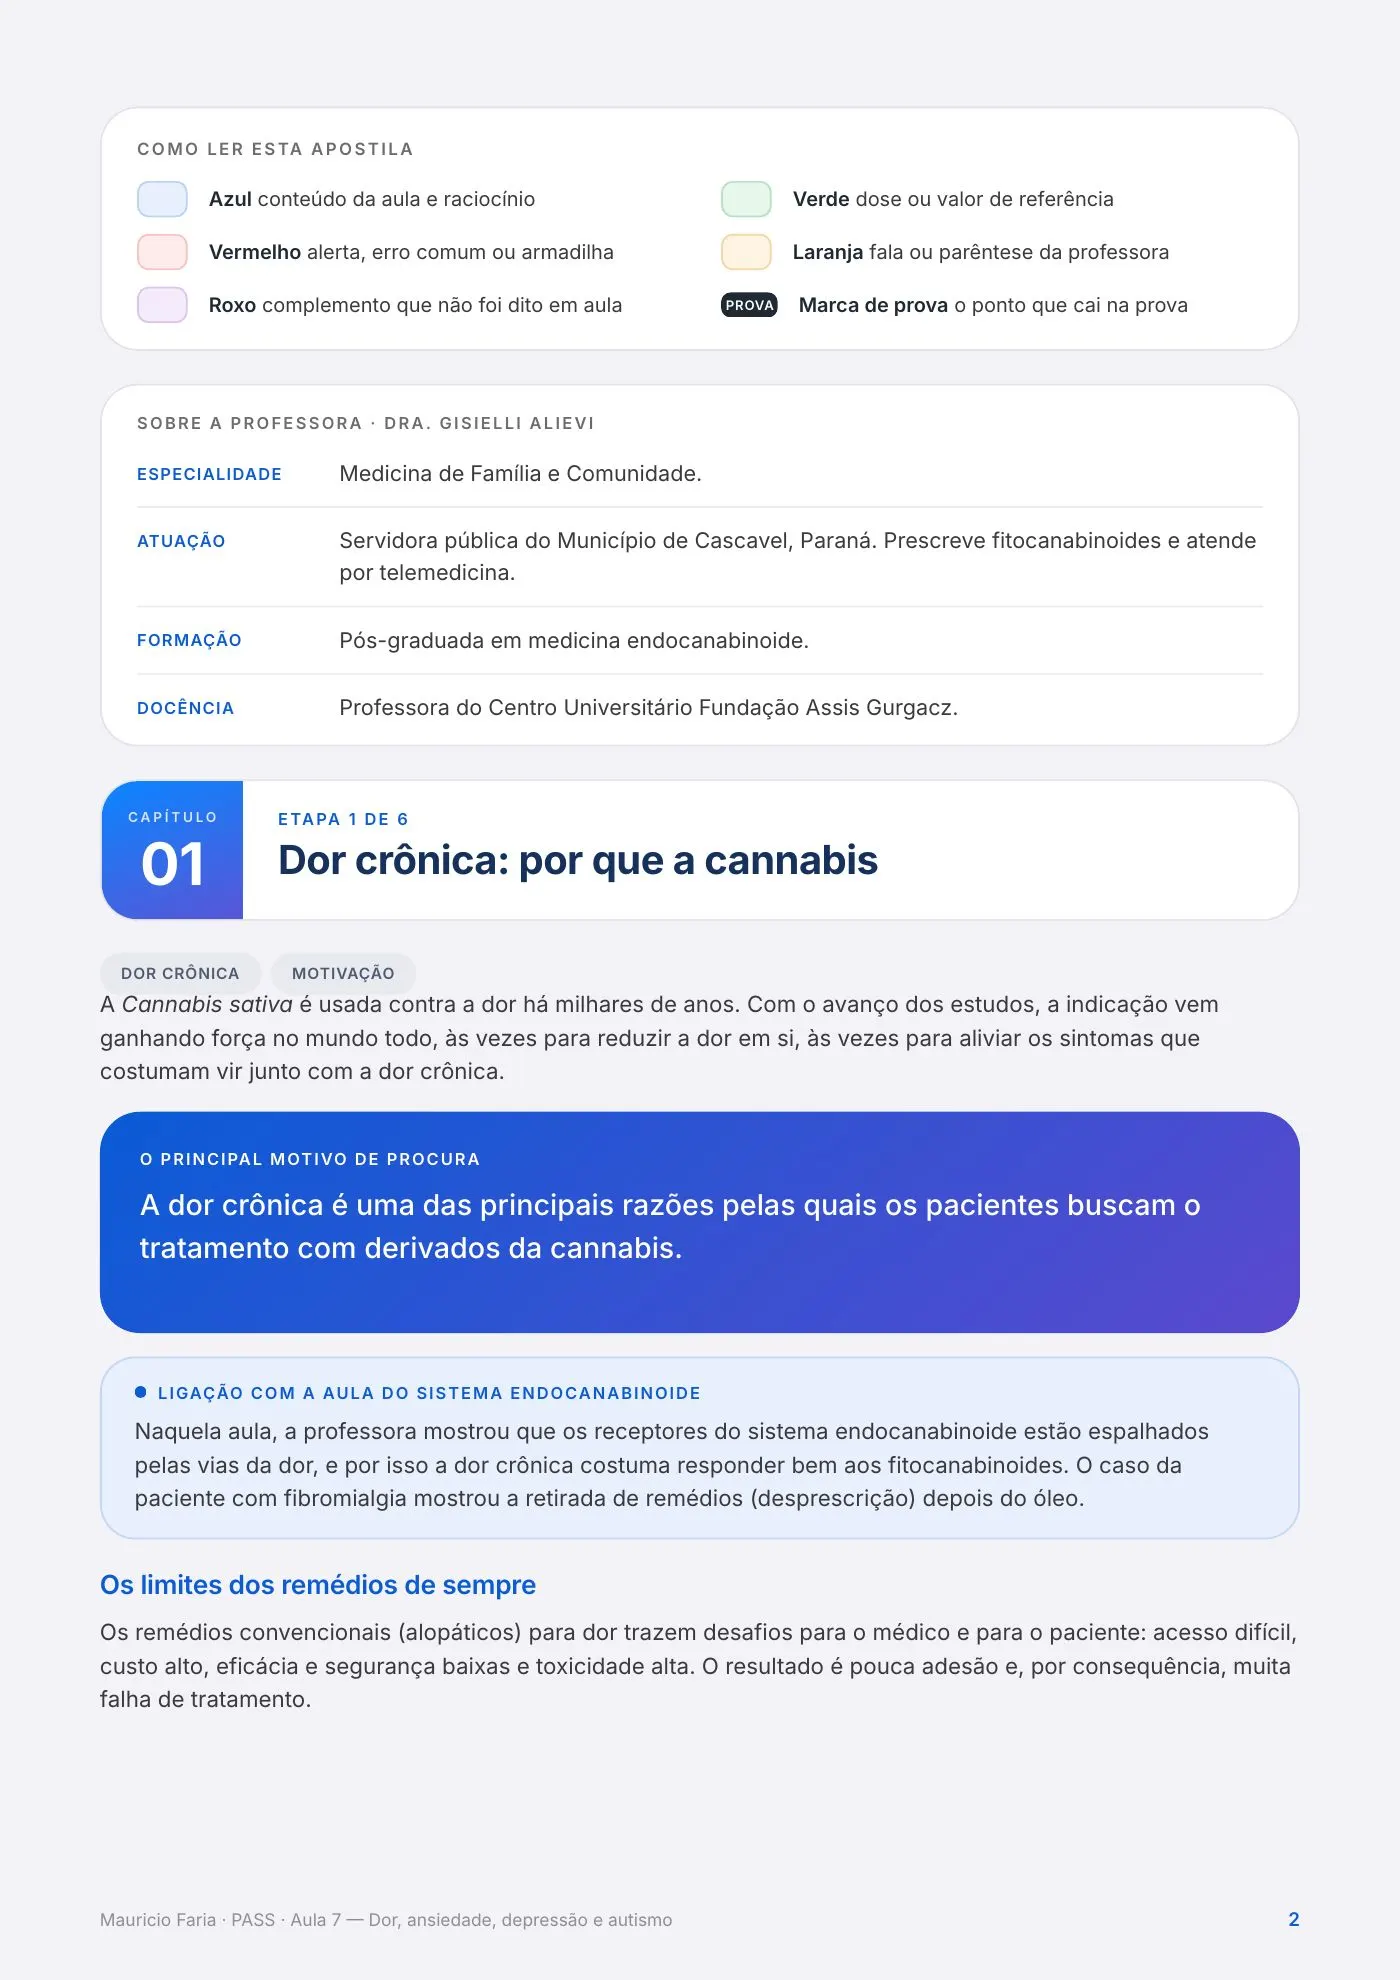 COMO LER ESTA APOSTILA
Azul conteúdo da aula e raciocínio
Verde dose ou valor de referência
Vermelho alerta, erro comum ou armadilha
Laranja fala ou parêntese da professora
Roxo complemento que não foi dito em aula
PROVA Marca de prova o ponto que cai na prova
SOBRE A PROFESSORA · DRA. GISIELLI ALIEVI
ESPECIALIDADE Medicina de Família e Comunidade.
ATUAÇÃO Servidora pública do Município de Cascavel, Paraná. Prescreve fitocanabinoides e atende
por telemedicina.
FORMAÇÃO Pós-graduada em medicina endocanabinoide.
DOCÊNCIA Professora do Centro Universitário Fundação Assis Gurgacz.
CAPÍTULO
01
ETAPA 1 DE 6
Dor crônica: por que a cannabis
DOR CRÔNICA MOTIVAÇÃO
A Cannabis sativa é usada contra a dor há milhares de anos. Com o avanço dos estudos, a indicação vem
ganhando força no mundo todo, às vezes para reduzir a dor em si, às vezes para aliviar os sintomas que
costumam vir junto com a dor crônica.
O PRINCIPAL MOTIVO DE PROCURA
A dor crônica é uma das principais razões pelas quais os pacientes buscam o
tratamento com derivados da cannabis.
LIGAÇÃO COM A AULA DO SISTEMA ENDOCANABINOIDE
Naquela aula, a professora mostrou que os receptores do sistema endocanabinoide estão espalhados
pelas vias da dor, e por isso a dor crônica costuma responder bem aos fitocanabinoides. O caso da
paciente com fibromialgia mostrou a retirada de remédios (desprescrição) depois do óleo.
Os limites dos remédios de sempre
Os remédios convencionais (alopáticos) para dor trazem desafios para o médico e para o paciente: acesso difícil,
custo alto, eficácia e segurança baixas e toxicidade alta. O resultado é pouca adesão e, por consequência, muita
falha de tratamento.
Mauricio Faria · PASS · Aula 7 — Dor, ansiedade, depressão e autismo
2